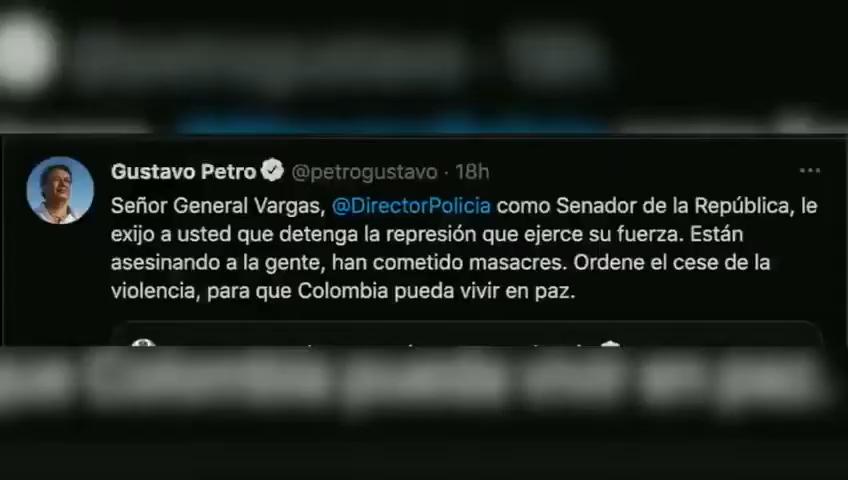 Gustavo Petro @petrogustavo · 18h
Señor General Vargas, @DirectorPolicia como Senador de la República, le
exijo a usted que detenga la represión que ejerce su fuerza. Están
asesinando a la gente, han cometido masacres. Ordene el cese de la
violencia, para que Colombia pueda vivir en paz.